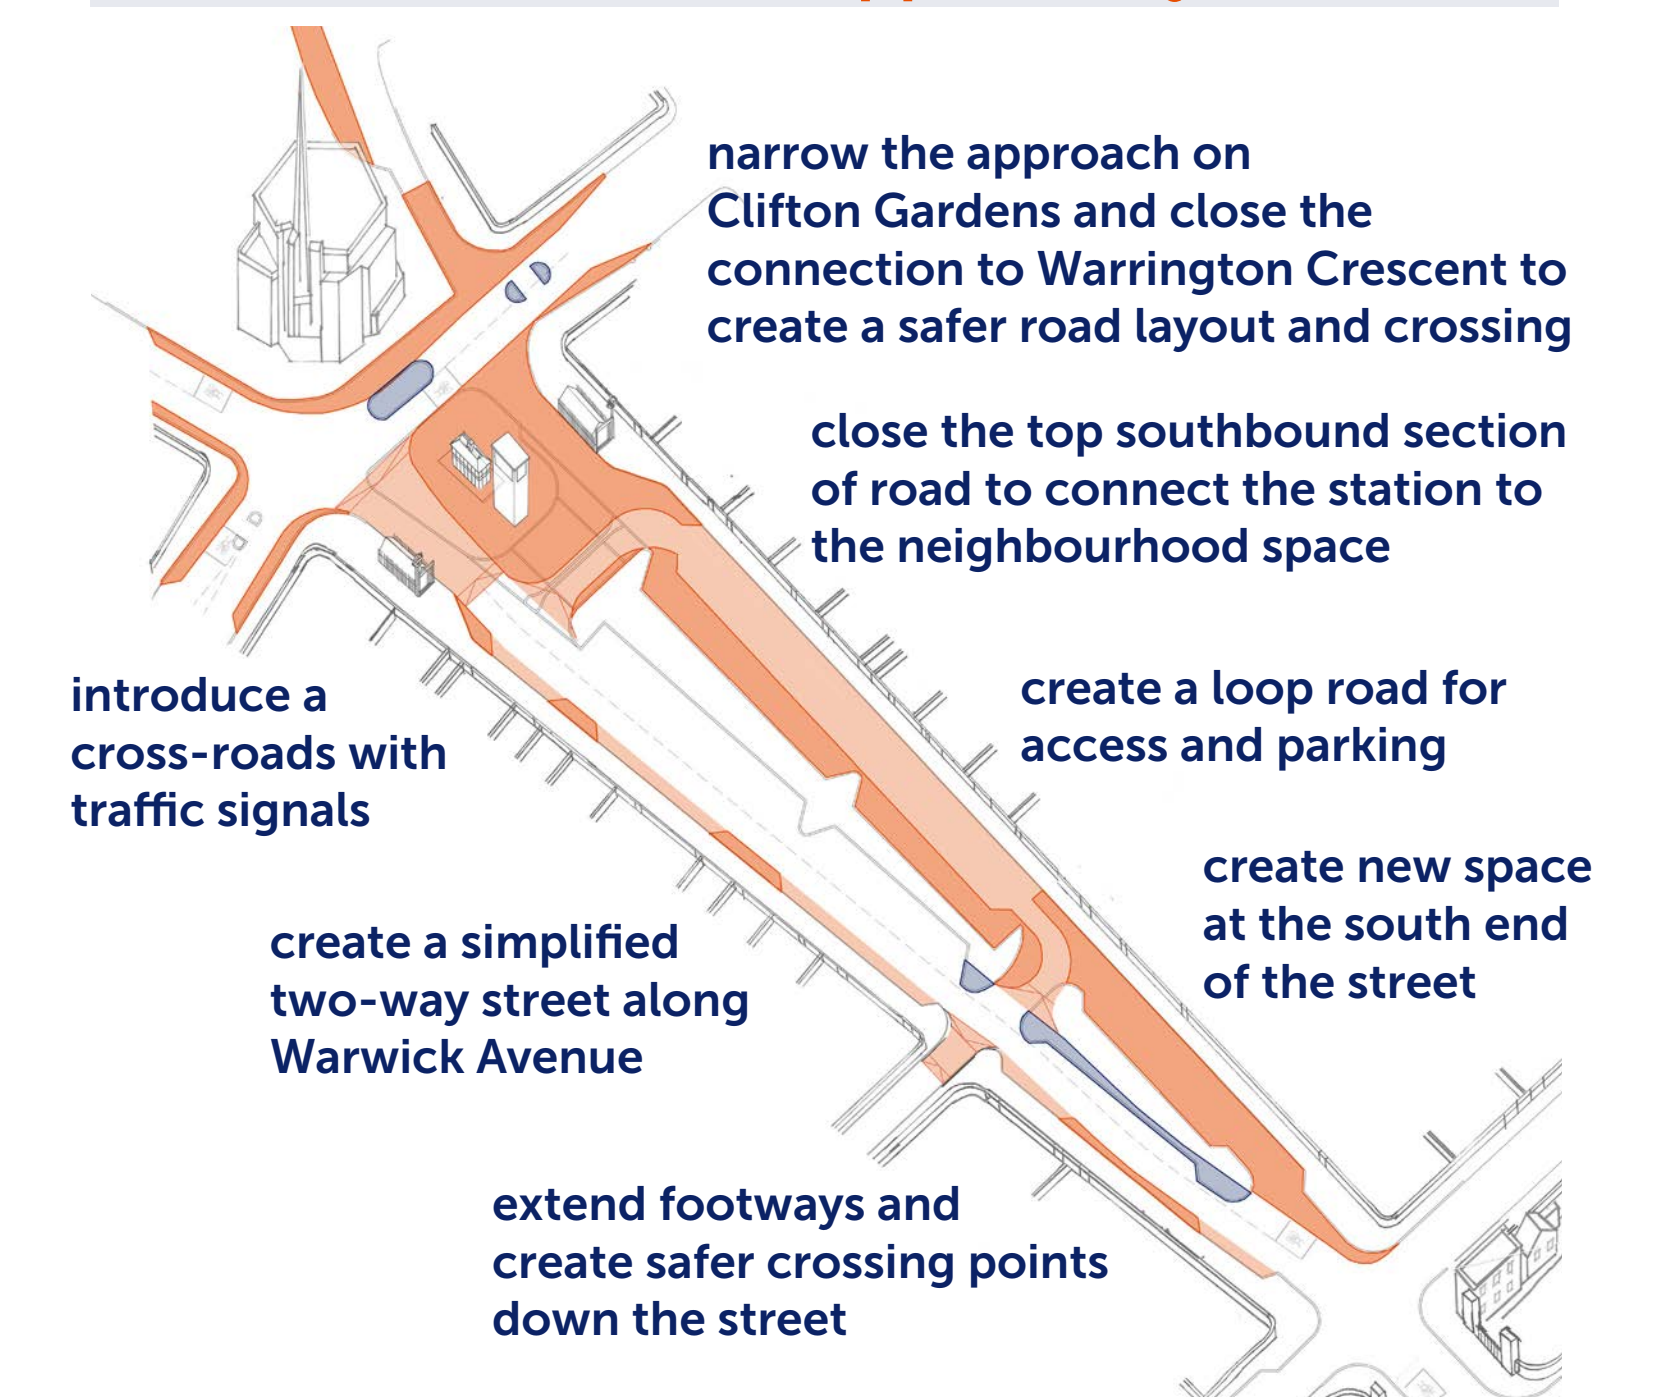 narrow the approach on
Clifton Gardens and close the
connection to Warrington Crescent to
create a safer road layout and crossing
close the top southbound section
of road to connect the station to
the neighbourhood space
introduce a
cross-roads with
traffic signals
create a loop road for
access and parking
create new space
at the south end
of the street
create a simplified
two-way street along
Warwick Avenue
extend footways and
create safer crossing points
down the street